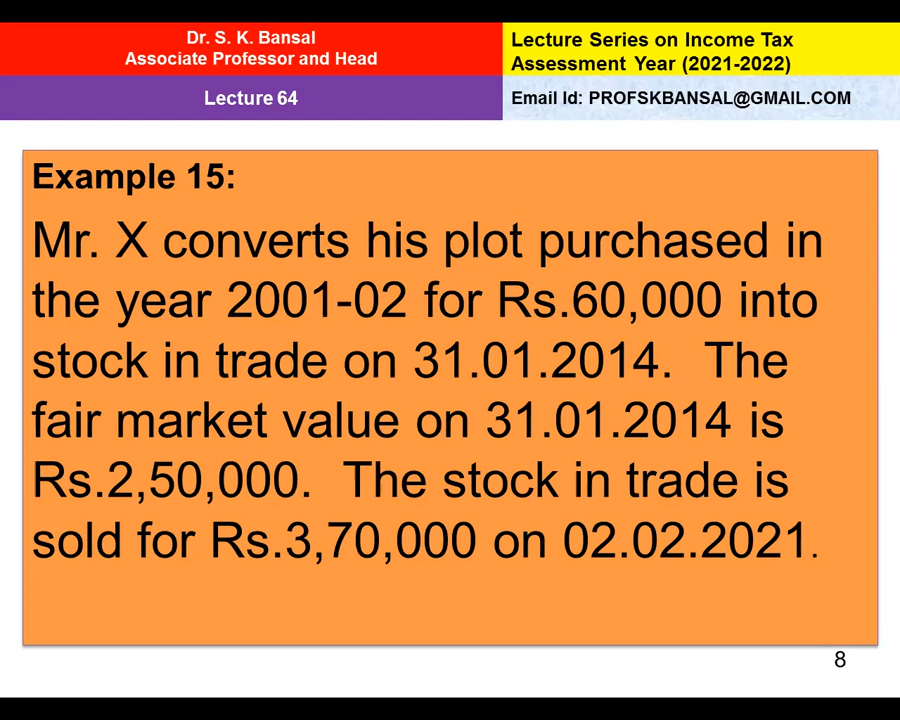 Dr. S. K. Bansal
Associate Professor and Head
Lecture Series on Income Tax
Assessment Year (2021-2022)
Lecture 64
Email Id: PROFSKBANSAL@GMAIL.COM
Example 15:
Mr. X converts his plot purchased in
the year 2001-02 for Rs.60,000 into
stock in trade on 31.01.2014.  The
fair market value on 31.01.2014 is
Rs.2,50,000.  The stock in trade is
sold for Rs.3,70,000 on 02.02.2021.
8